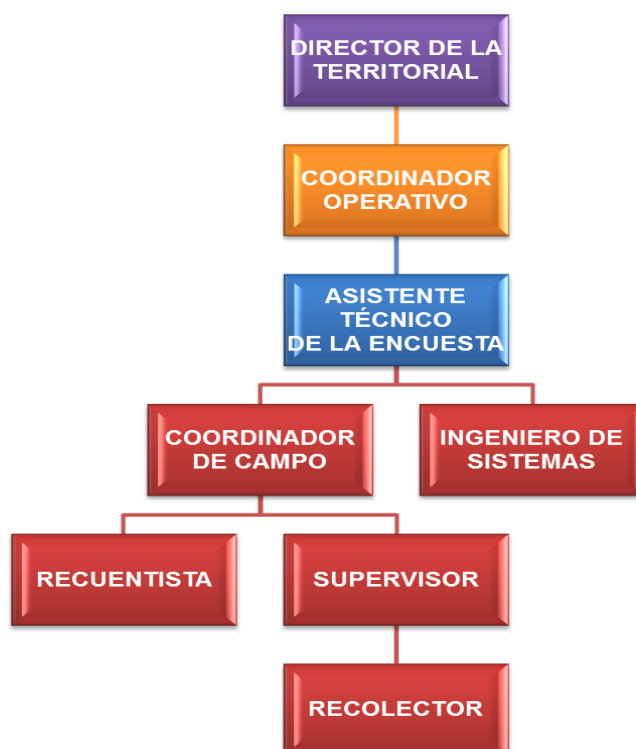 DIRECTOR DE LA
TERRITORIAL
COORDINADOR
OPERATIVO
ASISTENTE
TÉCNICO
DE LA ENCUESTA
COORDINADOR
DE CAMPO
INGENIERO DE
SISTEMAS
RECUENTISTA
SUPERVISOR
RECOLECTOR